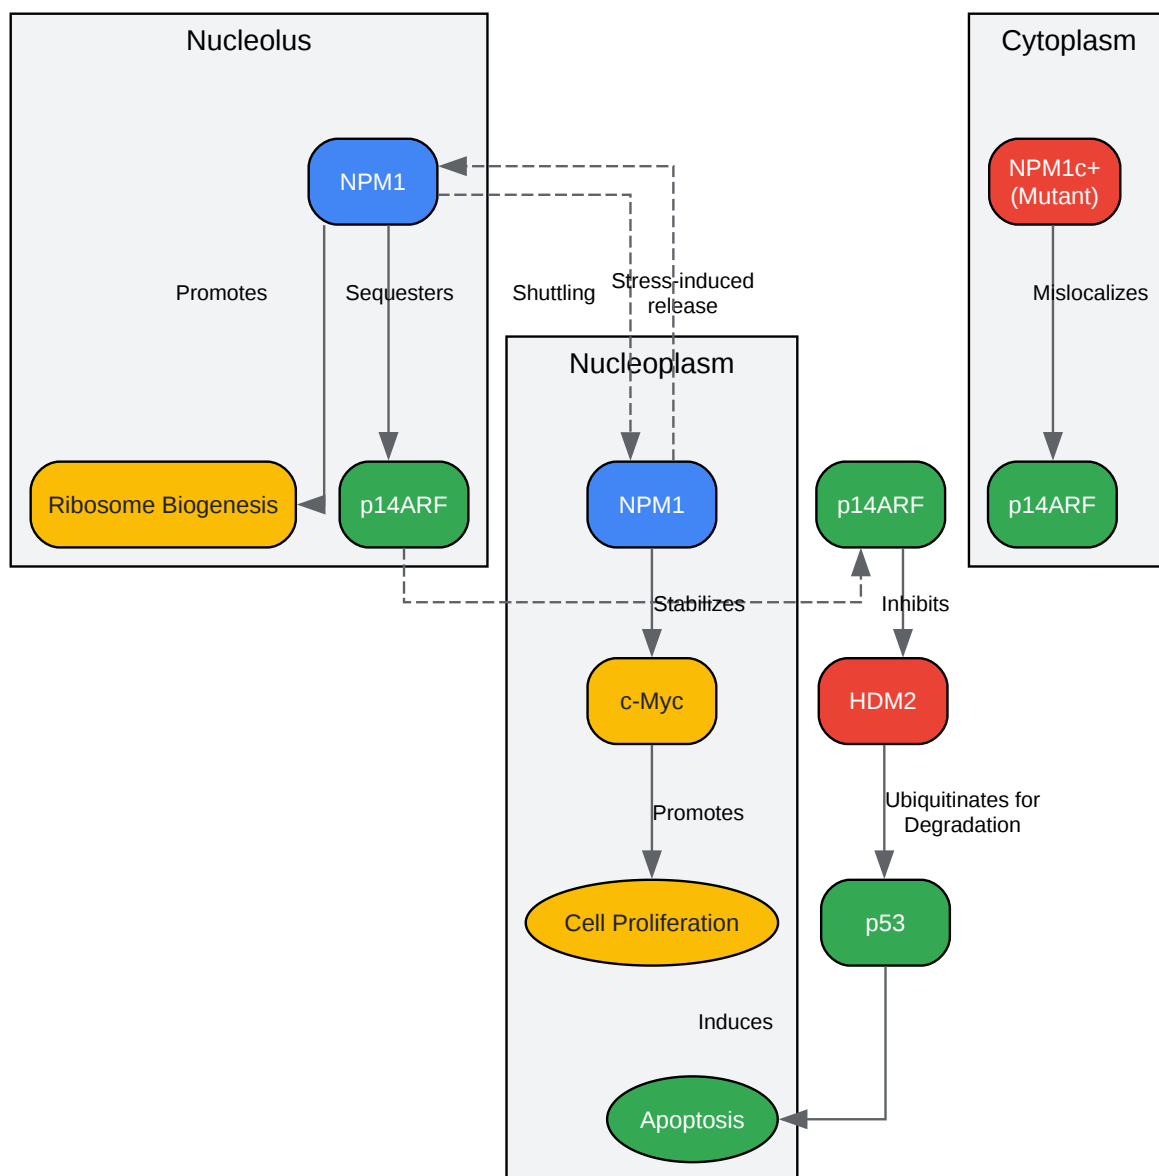 Nucleolus
Cytoplasm
NPM1
NPM1c+
(Mutant)
Promotes
Sequesters
Shuttling
Stress-induced
release
Mislocalizes
Nucleoplasm
Ribosome Biogenesis
p14ARF
NPM1
p14ARF
p14ARF
Stabilizes
Inhibits
c-Myc
HDM2
Promotes
Ubiquitinates for
Degradation
Cell Proliferation
p53
Induces
Apoptosis